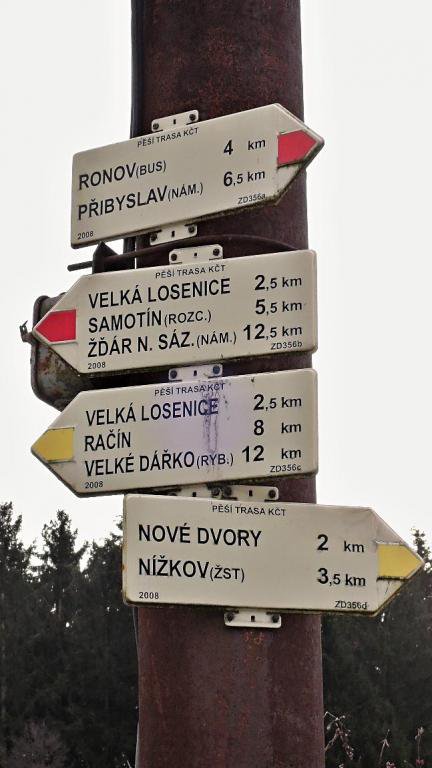 PĚŠÍ TRASA KČT
RONOV(BUS) 4 km
PŘIBYSLAV(NÁM.) 6,5 km
2008 ZD356a
PĚŠÍ TRASA KČT
VELKÁ LOSENICE 2,5 km
SAMOTÍN(ROZC.) 5,5 km
ŽĎÁR N. SÁZ.(NÁM.) 12,5 km
2008 ZD356b
PĚŠÍ TRASA KČT
VELKÁ LOSENICE 2,5 km
RAČÍN 8 km
VELKÉ DÁŘKO(RYB.) 12 km
2008 ZD356c
PĚŠÍ TRASA KČT
NOVÉ DVORY 2 km
NÍŽKOV(ŽST) 3,5 km
2008 ZD356d